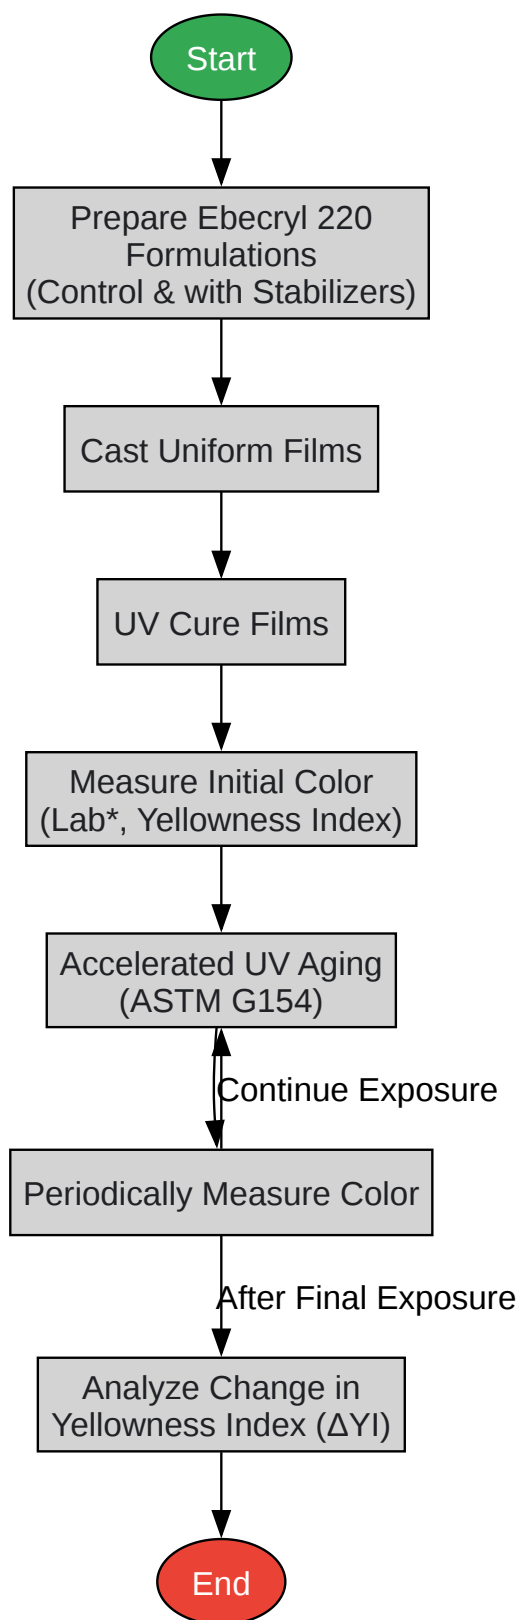 Start
Prepare Ebecryl 220
Formulations
(Control & with Stabilizers)
Cast Uniform Films
UV Cure Films
Measure Initial Color
(Lab*, Yellowness Index)
Accelerated UV Aging
(ASTM G154)
Continue Exposure
Periodically Measure Color
After Final Exposure
Analyze Change in
Yellowness Index (ΔYI)
End